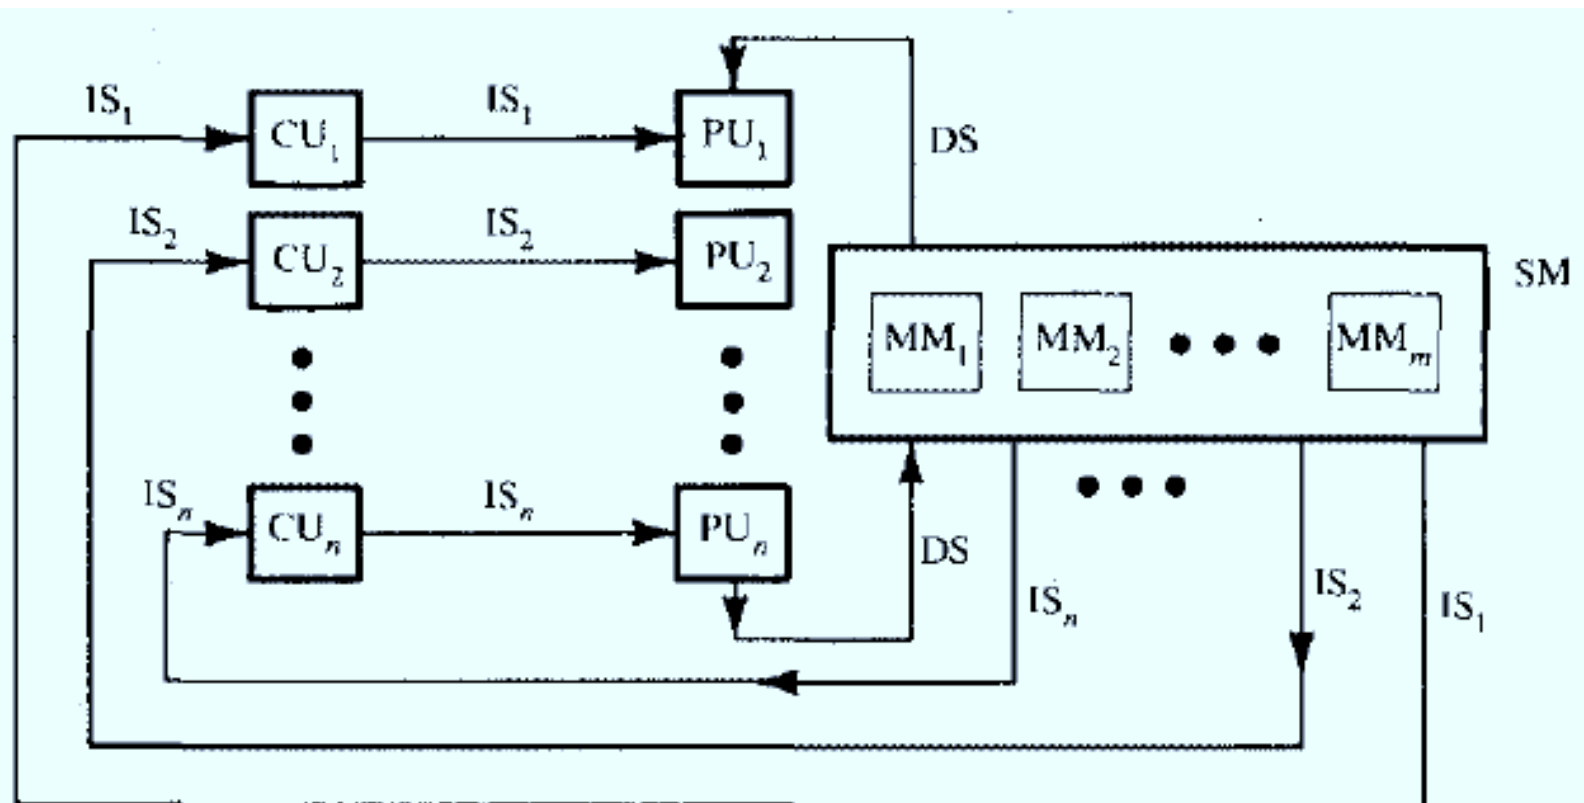 IS₁ CU₁ IS₁ PU₁ DS
IS₂ CU₂ IS₂ PU₂ SM
MM₁ MM₂ MMₘ
ISₙ CUₙ ISₙ PUₙ DS
ISₙ IS₂ IS₁